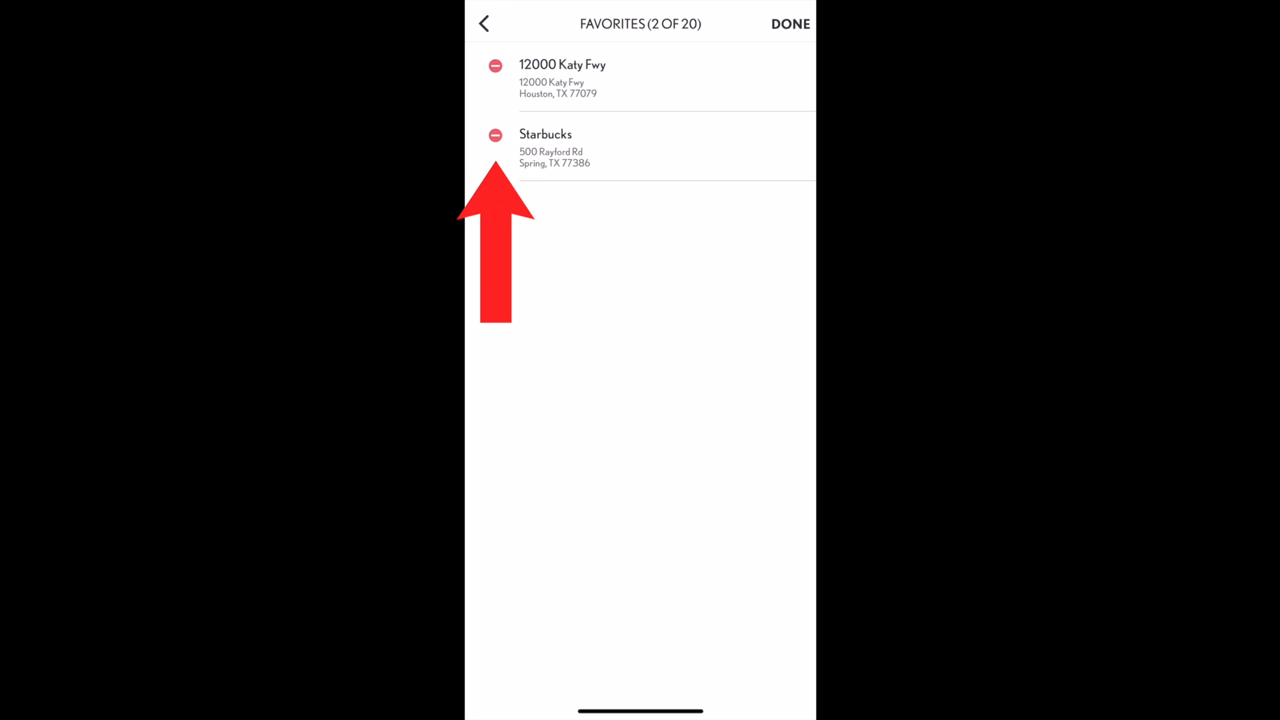 FAVORITES (2 OF 20)
DONE
12000 Katy Fwy
12000 Katy Fwy
Houston, TX 77079
Starbucks
500 Rayford Rd
Spring, TX 77386